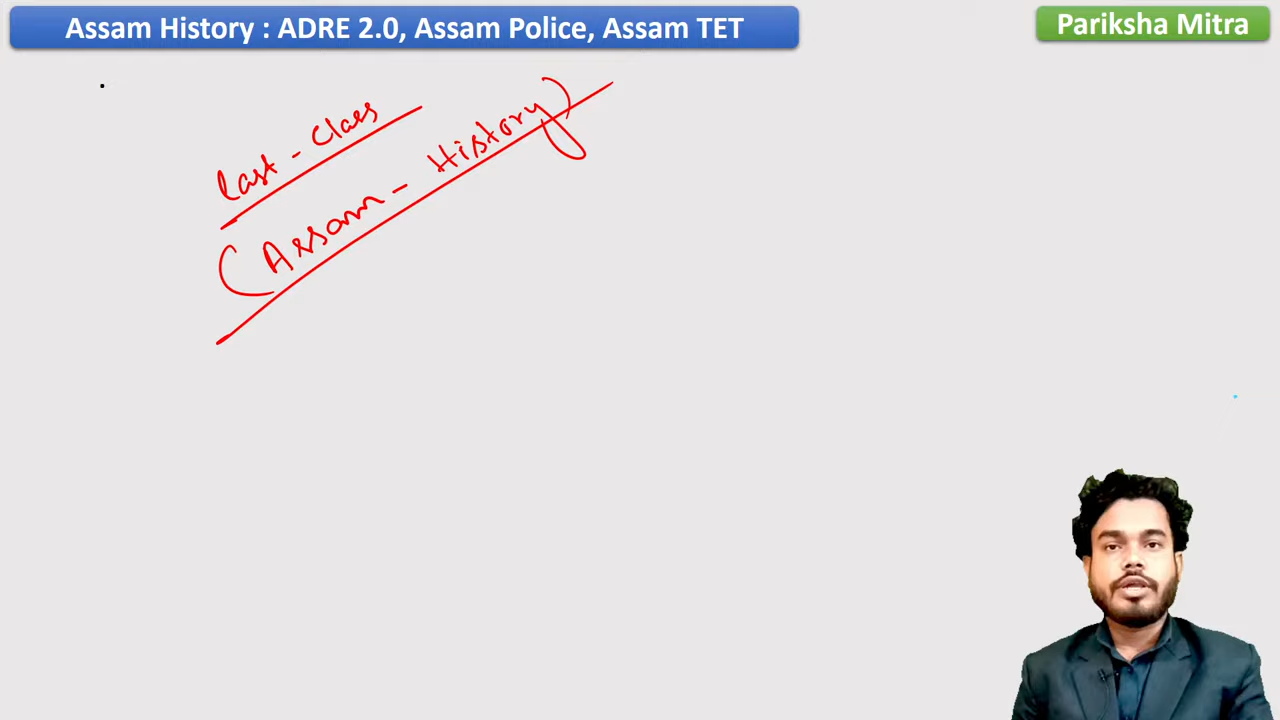 Assam History : ADRE 2.0, Assam Police, Assam TET
Pariksha Mitra
last - Class
(Assam - History)